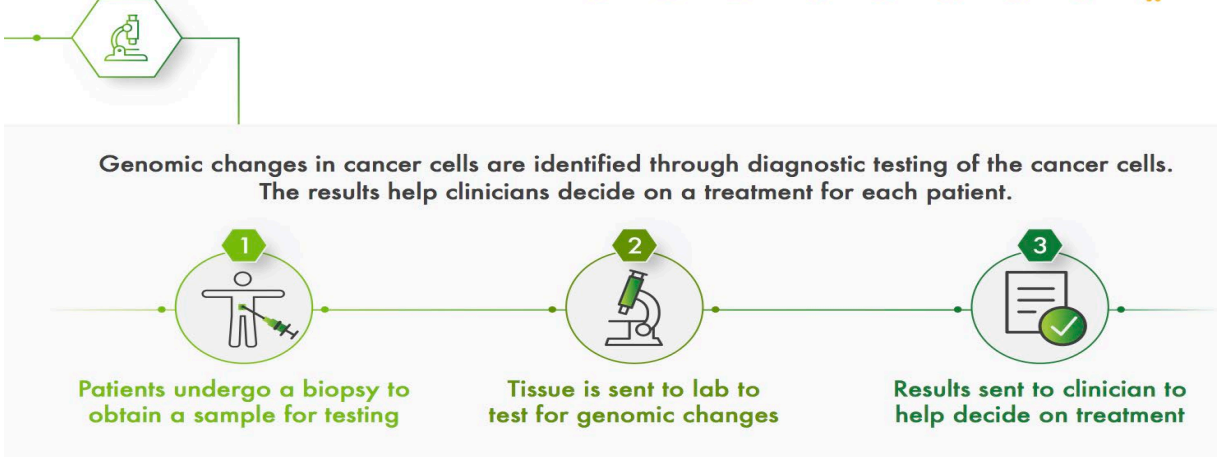 Genomic changes in cancer cells are identified through diagnostic testing of the cancer cells.
The results help clinicians decide on a treatment for each patient.
1
2
3
Patients undergo a biopsy to
obtain a sample for testing
Tissue is sent to lab to
test for genomic changes
Results sent to clinician to
help decide on treatment